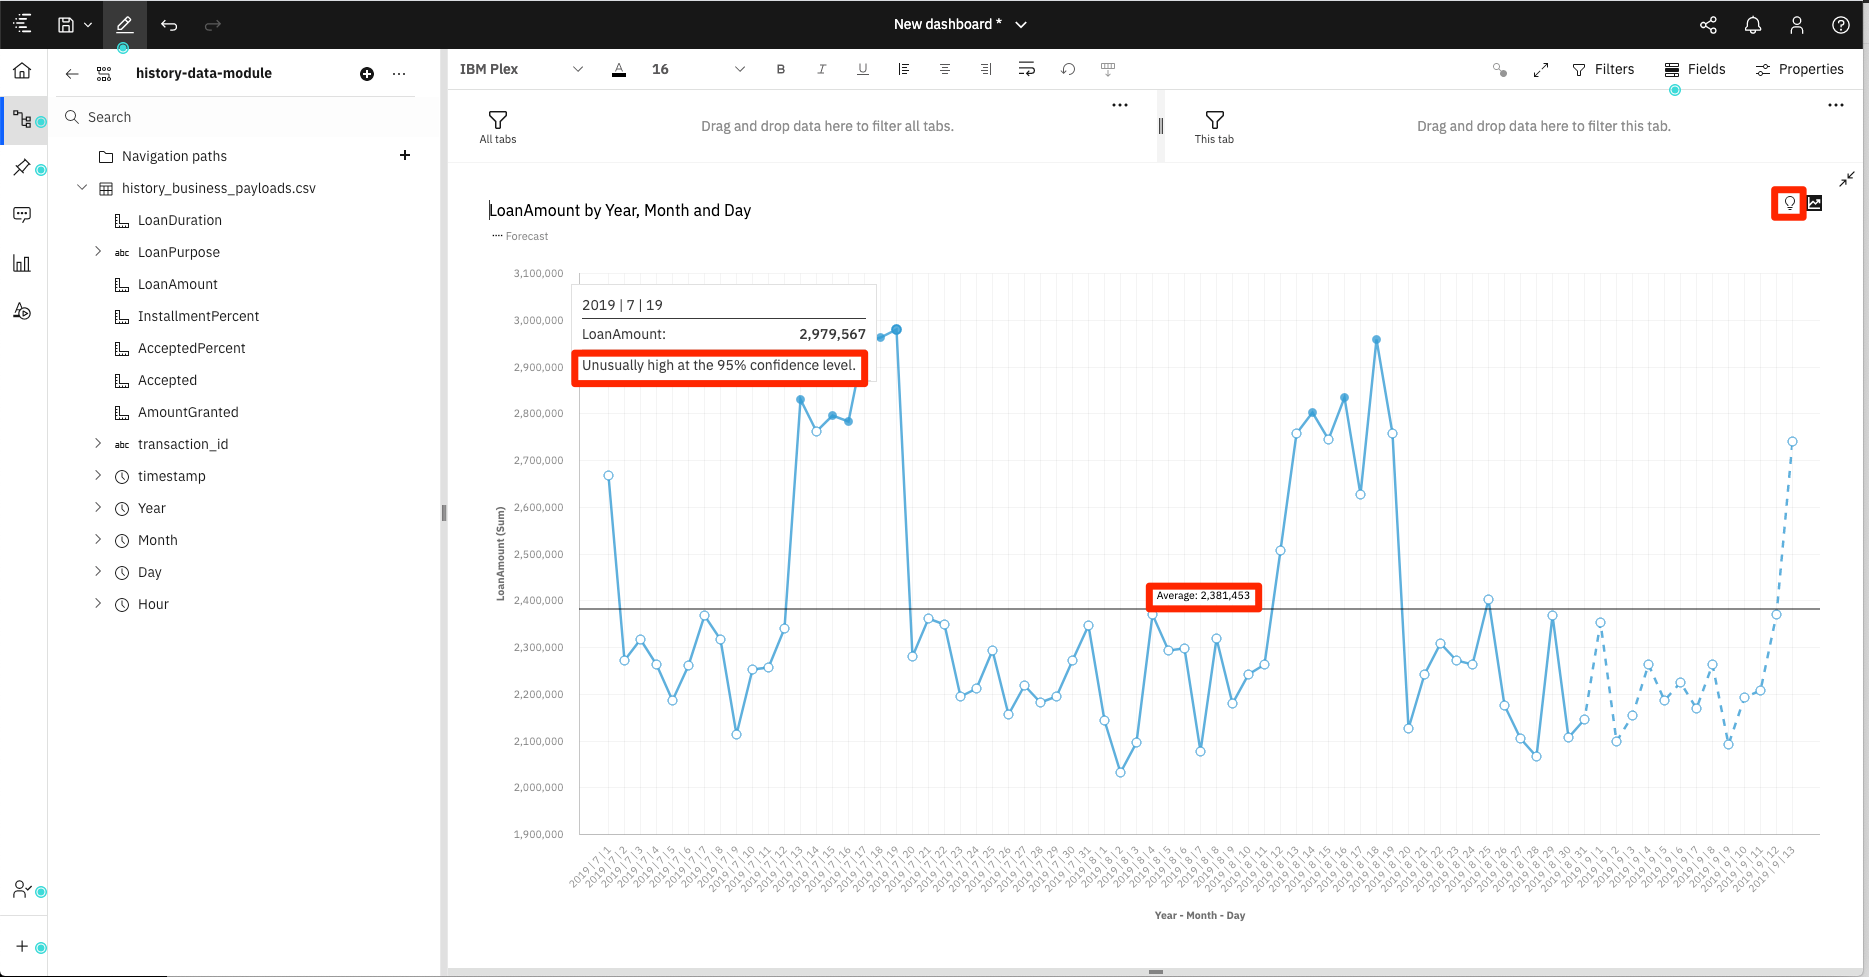 New dashboard *
history-data-module
IBM Plex
16
B
I
U
Filters
Fields
Properties
Search
All tabs
Drag and drop data here to filter all tabs.
This tab
Drag and drop data here to filter this tab.
Navigation paths
history_business_payloads.csv
LoanDuration
abc LoanPurpose
LoanAmount
InstallmentPercent
AcceptedPercent
Accepted
AmountGranted
abc transaction_id
timestamp
Year
Month
Day
Hour
LoanAmount by Year, Month and Day
Forecast
3,100,000
3,000,000
2,900,000
2,800,000
2,700,000
2,600,000
2,500,000
2,400,000
2,300,000
2,200,000
2,100,000
2,000,000
1,900,000
LoanAmount (Sum)
2019 | 7 | 19
LoanAmount: 2,979,567
Unusually high at the 95% confidence level.
Average: 2,381,453
2019 | 7 | 1
2019 | 7 | 2
2019 | 7 | 3
2019 | 7 | 4
2019 | 7 | 5
2019 | 7 | 6
2019 | 7 | 7
2019 | 7 | 8
2019 | 7 | 9
2019 | 7 | 10
2019 | 7 | 11
2019 | 7 | 12
2019 | 7 | 13
2019 | 7 | 14
2019 | 7 | 15
2019 | 7 | 16
2019 | 7 | 17
2019 | 7 | 18
2019 | 7 | 19
2019 | 7 | 20
2019 | 7 | 21
2019 | 7 | 22
2019 | 7 | 23
2019 | 7 | 24
2019 | 7 | 25
2019 | 7 | 26
2019 | 7 | 27
2019 | 7 | 28
2019 | 7 | 29
2019 | 7 | 30
2019 | 7 | 31
2019 | 8 | 1
2019 | 8 | 2
2019 | 8 | 3
2019 | 8 | 4
2019 | 8 | 5
2019 | 8 | 6
2019 | 8 | 7
2019 | 8 | 8
2019 | 8 | 9
2019 | 8 | 10
2019 | 8 | 11
2019 | 8 | 12
2019 | 8 | 13
2019 | 8 | 14
2019 | 8 | 15
2019 | 8 | 16
2019 | 8 | 17
2019 | 8 | 18
2019 | 8 | 19
2019 | 8 | 20
2019 | 8 | 21
2019 | 8 | 22
2019 | 8 | 23
2019 | 8 | 24
2019 | 8 | 25
2019 | 8 | 26
2019 | 8 | 27
2019 | 8 | 28
2019 | 8 | 29
2019 | 8 | 30
2019 | 8 | 31
2019 | 9 | 1
2019 | 9 | 2
2019 | 9 | 3
2019 | 9 | 4
2019 | 9 | 5
2019 | 9 | 6
2019 | 9 | 7
2019 | 9 | 8
2019 | 9 | 9
2019 | 9 | 10
2019 | 9 | 11
2019 | 9 | 12
2019 | 9 | 13
Year - Month - Day